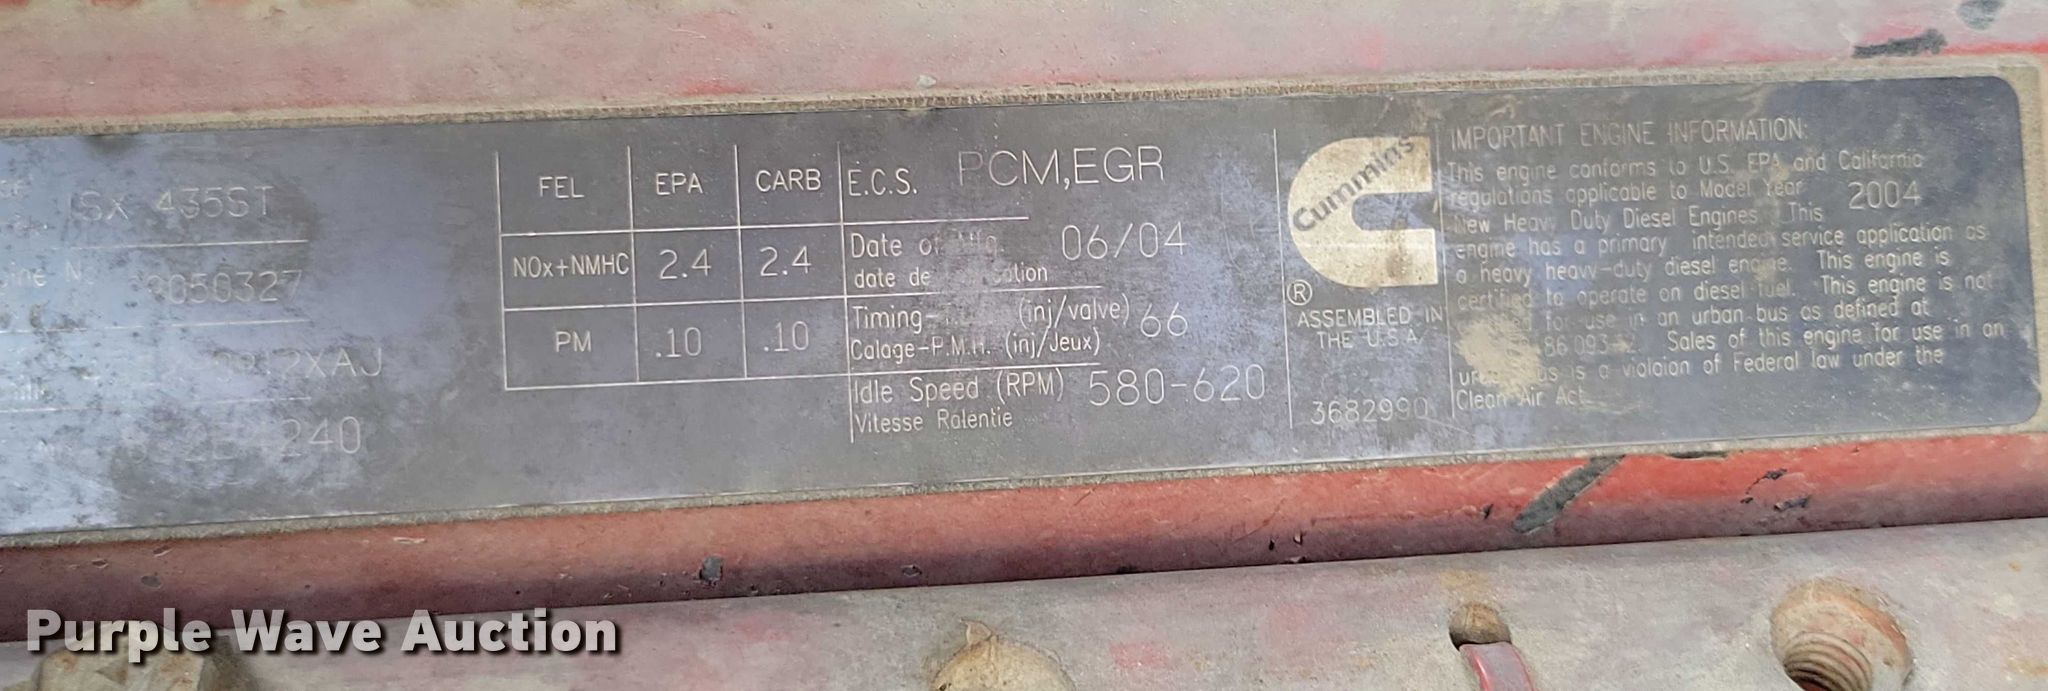 435ST
050327
2XAJ
240
FEL EPA CARB
NOx+NMHC 2.4 2.4
PM .10 .10
E.C.S. PCM,EGR
Date of Mfg. 06/04
date de
Timing- (inj/valve) 66
Calage-P.M.H. (inj/Jeux)
Idle Speed (RPM) 580-620
Vitesse Ralentie
Cummins
®
ASSEMBLED IN
THE U.S.A.
3682990
IMPORTANT ENGINE INFORMATION:
This engine conforms to U.S. EPA and California
regulations applicable to Model Year 2004
New Heavy Duty Diesel Engines. This
engine has a primary intended service application as
a heavy heavy-duty diesel engine. This engine is
certified to operate on diesel fuel. This engine is not
for use in an urban bus as defined at
Sales of this engine for use in an
is a violaion of Federal law under the
Clean Air Act
Purple Wave Auction